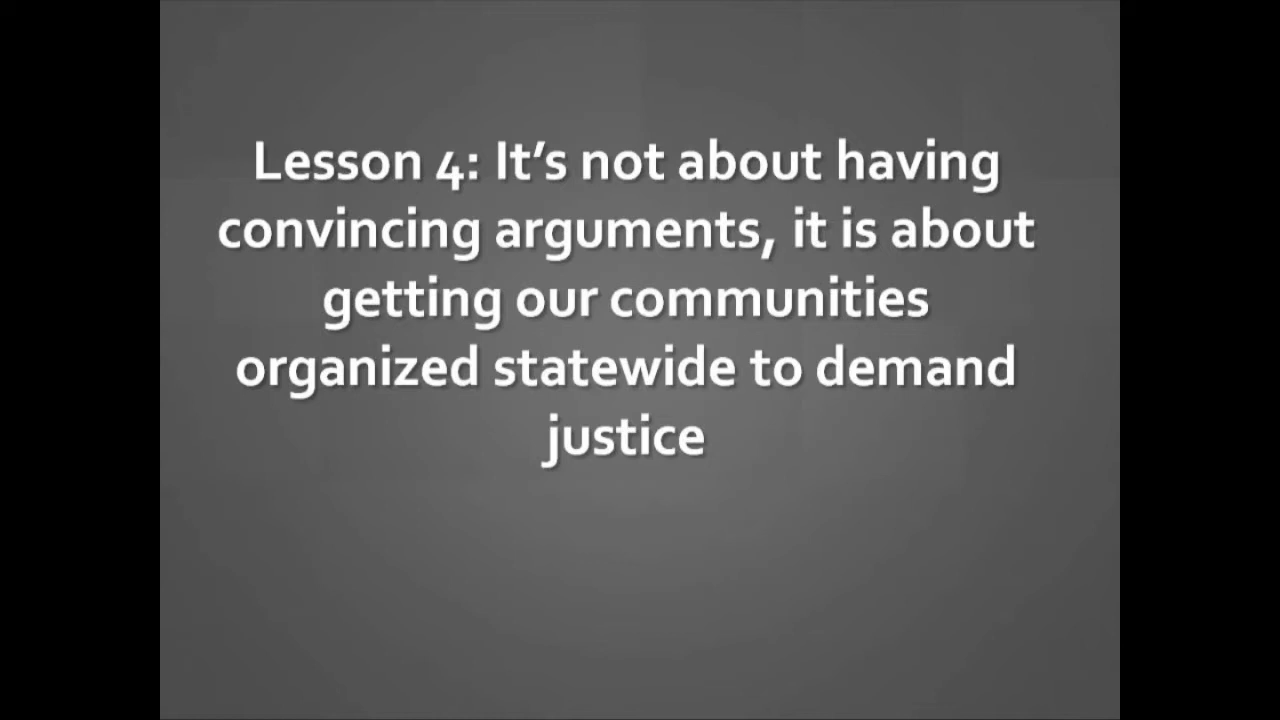 Lesson 4: It’s not about having
convincing arguments, it is about
getting our communities
organized statewide to demand
justice